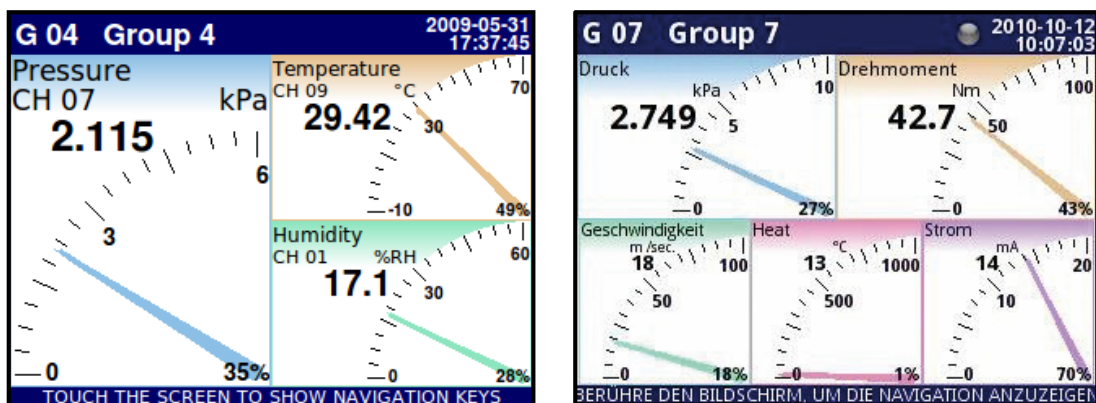 G 04 Group 4
2009-05-31
17:37:45
Pressure
CH 07 kPa
2.115
6
3
0
35%
Temperature
CH 09 °C
70
29.42
30
-10
49%
Humidity
CH 01 %RH
60
17.1
30
0
28%
TOUCH THE SCREEN TO SHOW NAVIGATION KEYS
G 07 Group 7
2010-10-12
10:07:03
Druck
kPa
10
2.749
5
0
27%
Drehmoment
Nm
100
42.7
50
0
43%
Geschwindigkeit
m /sec.
18
100
50
0
18%
Heat
°C
13
1000
500
0
1%
Strom
mA
14
20
10
0
70%
BERÜHRE DEN BILDSCHIRM, UM DIE NAVIGATION ANZUZEIGEN